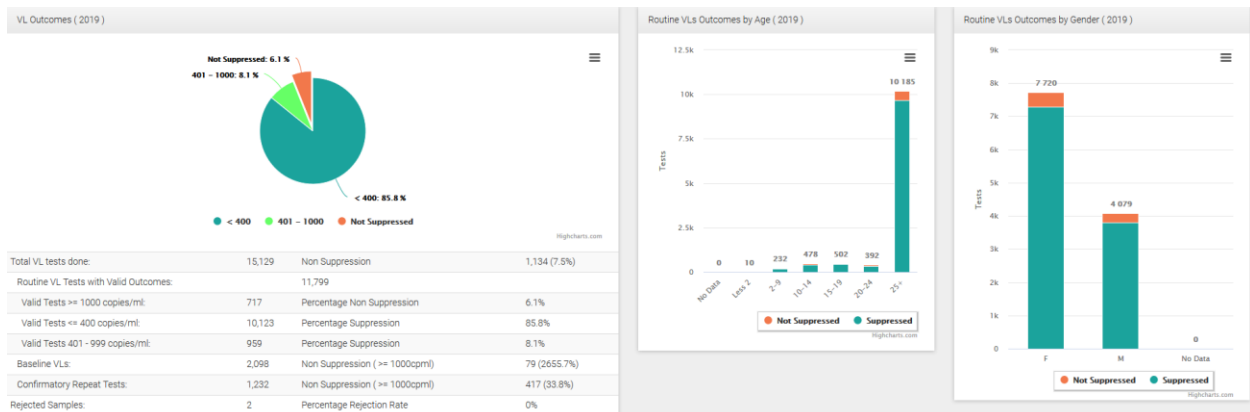 VL Outcomes ( 2019 )
Not Suppressed: 6.1 %
401 – 1000: 8.1 %
< 400: 85.8 %
< 400 401 – 1000 Not Suppressed
Highcharts.com
Total VL tests done: 15,129 Non Suppression 1,134 (7.5%)
Routine VL Tests with Valid Outcomes: 11,799
Valid Tests >= 1000 copies/ml: 717 Percentage Non Suppression 6.1%
Valid Tests <= 400 copies/ml: 10,123 Percentage Suppression 85.8%
Valid Tests 401 - 999 copies/ml: 959 Percentage Suppression 8.1%
Baseline VLs: 2,098 Non Suppression ( >= 1000cpml) 79 (2655.7%)
Confirmatory Repeat Tests: 1,232 Non Suppression ( >= 1000cpml) 417 (33.8%)
Rejected Samples: 2 Percentage Rejection Rate 0%
Routine VLs Outcomes by Age ( 2019 )
12.5k
10k
7.5k
5k
2.5k
0
Tests
0 10 232 478 502 392 10 185
No Data Less 2 2-9 10-14 15-19 20-24 25+
Not Suppressed Suppressed
Highcharts.com
Routine VLs Outcomes by Gender ( 2019 )
9k
8k
7k
6k
5k
4k
3k
2k
1k
0
Tests
7 720 4 079 0
F M No Data
Not Suppressed Suppressed
Highcharts.com